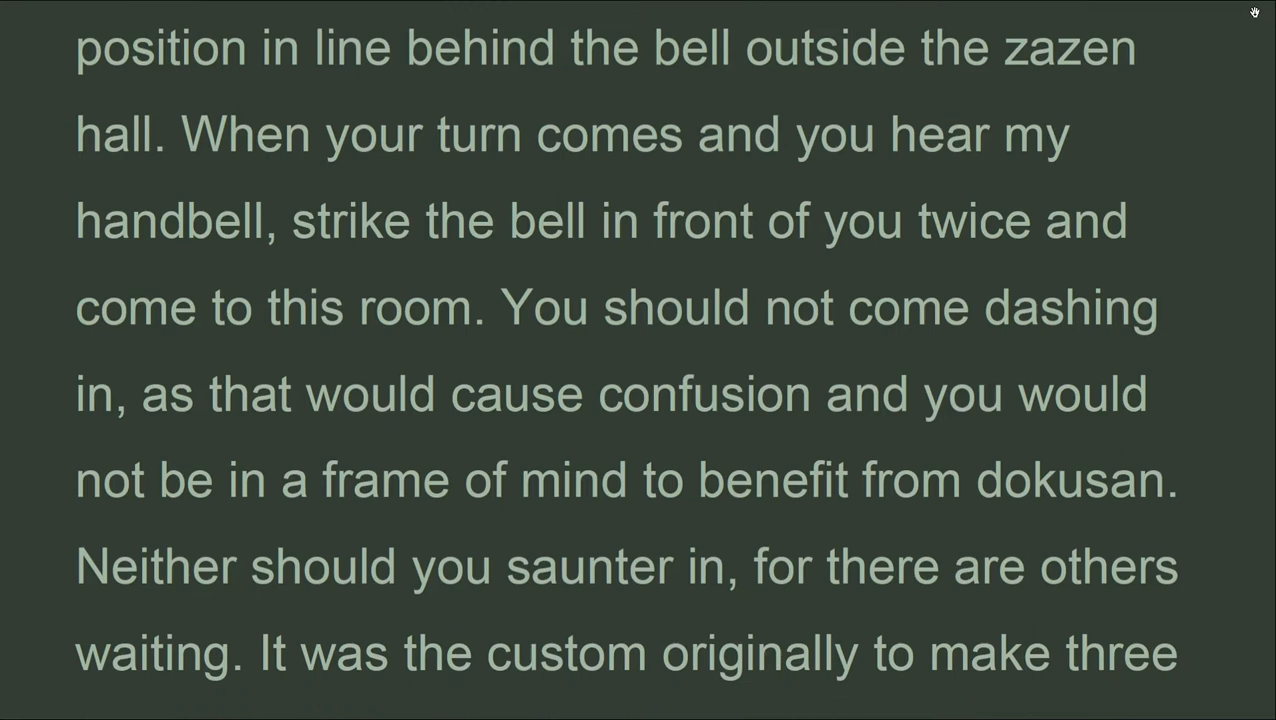 position in line behind the bell outside the zazen
hall. When your turn comes and you hear my
handbell, strike the bell in front of you twice and
come to this room. You should not come dashing
in, as that would cause confusion and you would
not be in a frame of mind to benefit from dokusan.
Neither should you saunter in, for there are others
waiting. It was the custom originally to make three